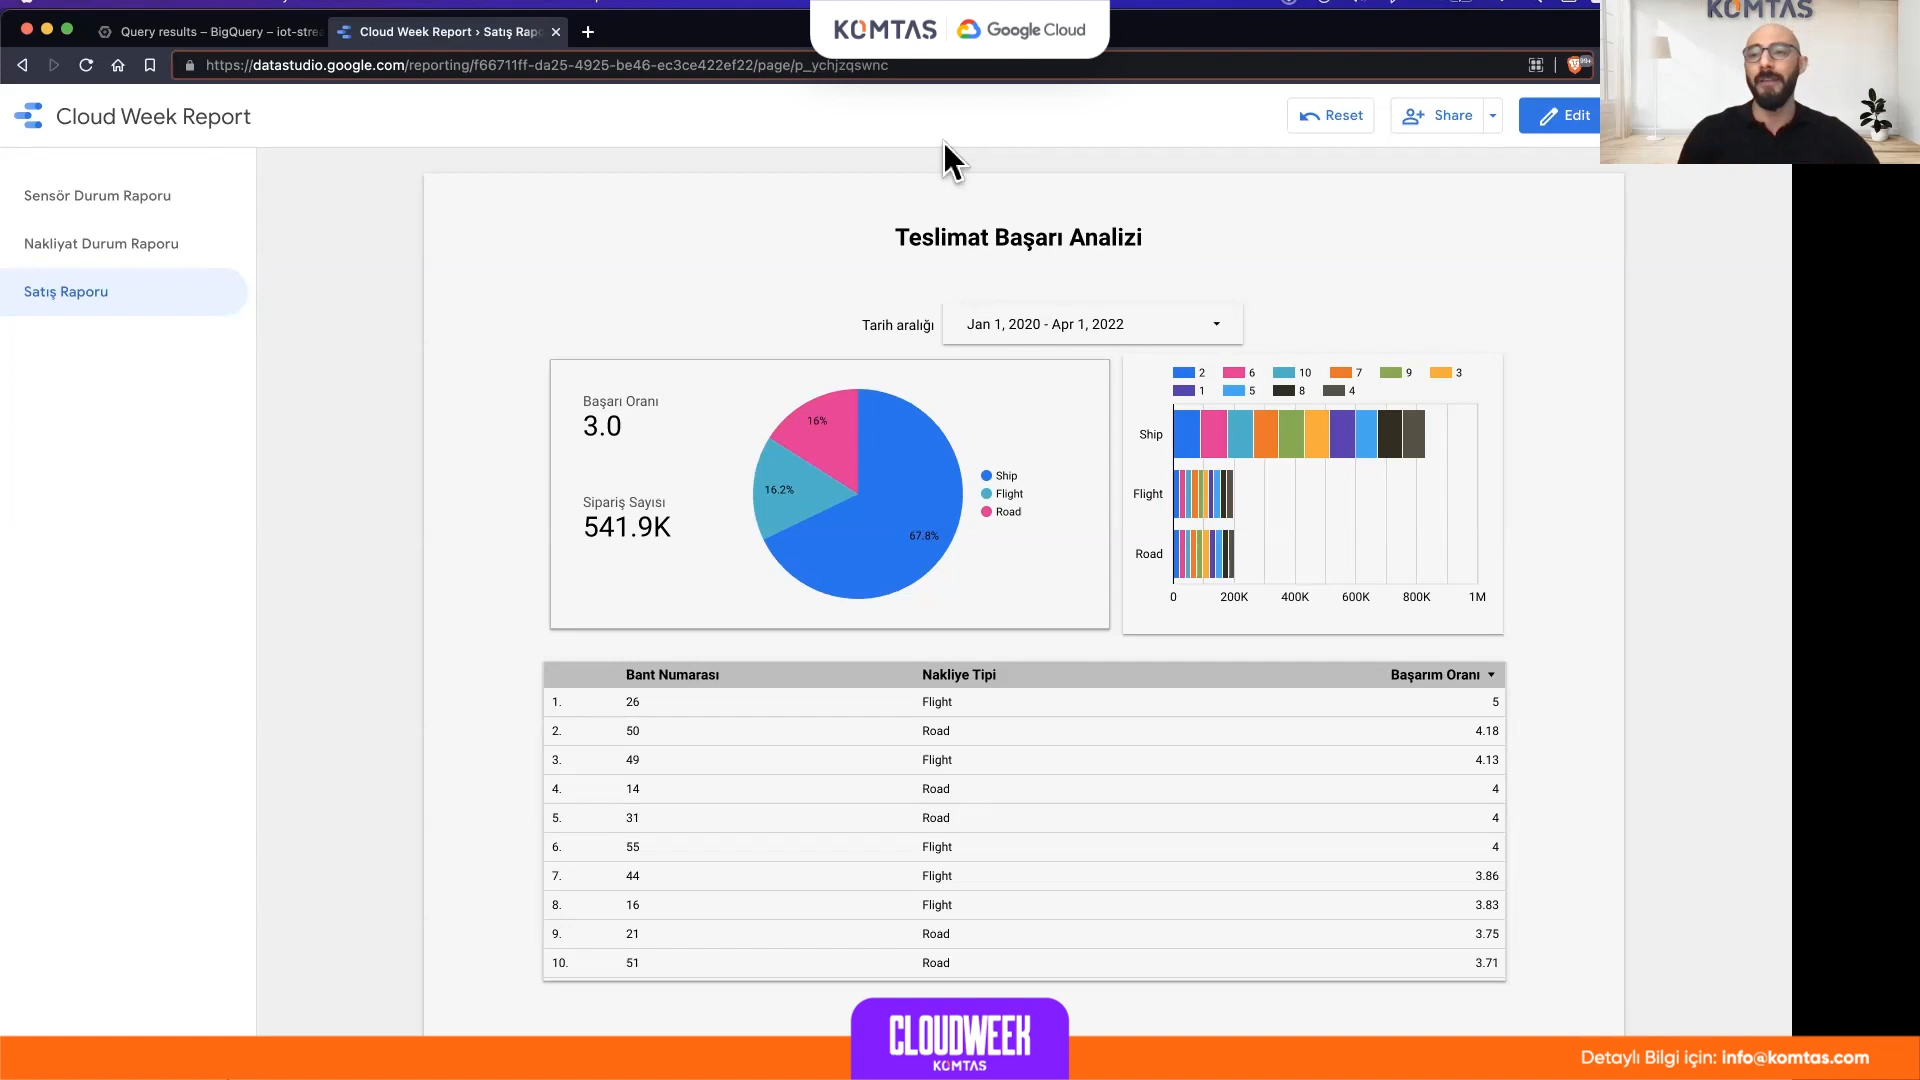 KOMTAS Google Cloud
KOMTAS
Query results – BigQuery – iot-strea
Cloud Week Report › Satış Rapo
https://datastudio.google.com/reporting/f66711ff-da25-4925-be46-ec3ce422ef22/page/p_ychjzqswnc
99+
Cloud Week Report
Reset
Share
Edit
Sensör Durum Raporu
Nakliyat Durum Raporu
Satış Raporu
Teslimat Başarı Analizi
Tarih aralığı Jan 1, 2020 - Apr 1, 2022
Başarı Oranı
3.0
Sipariş Sayısı
541.9K
16%
16.2%
67.8%
Ship
Flight
Road
2 6 10 7 9 3
1 5 8 4
Ship
Flight
Road
0 200K 400K 600K 800K 1M
Bant Numarası Nakliye Tipi Başarım Oranı
1. 26 Flight 5
2. 50 Road 4.18
3. 49 Flight 4.13
4. 14 Road 4
5. 31 Road 4
6. 55 Flight 4
7. 44 Flight 3.86
8. 16 Flight 3.83
9. 21 Road 3.75
10. 51 Road 3.71
CLOUDWEEK
KOMTAS
Detaylı Bilgi için: info@komtas.com